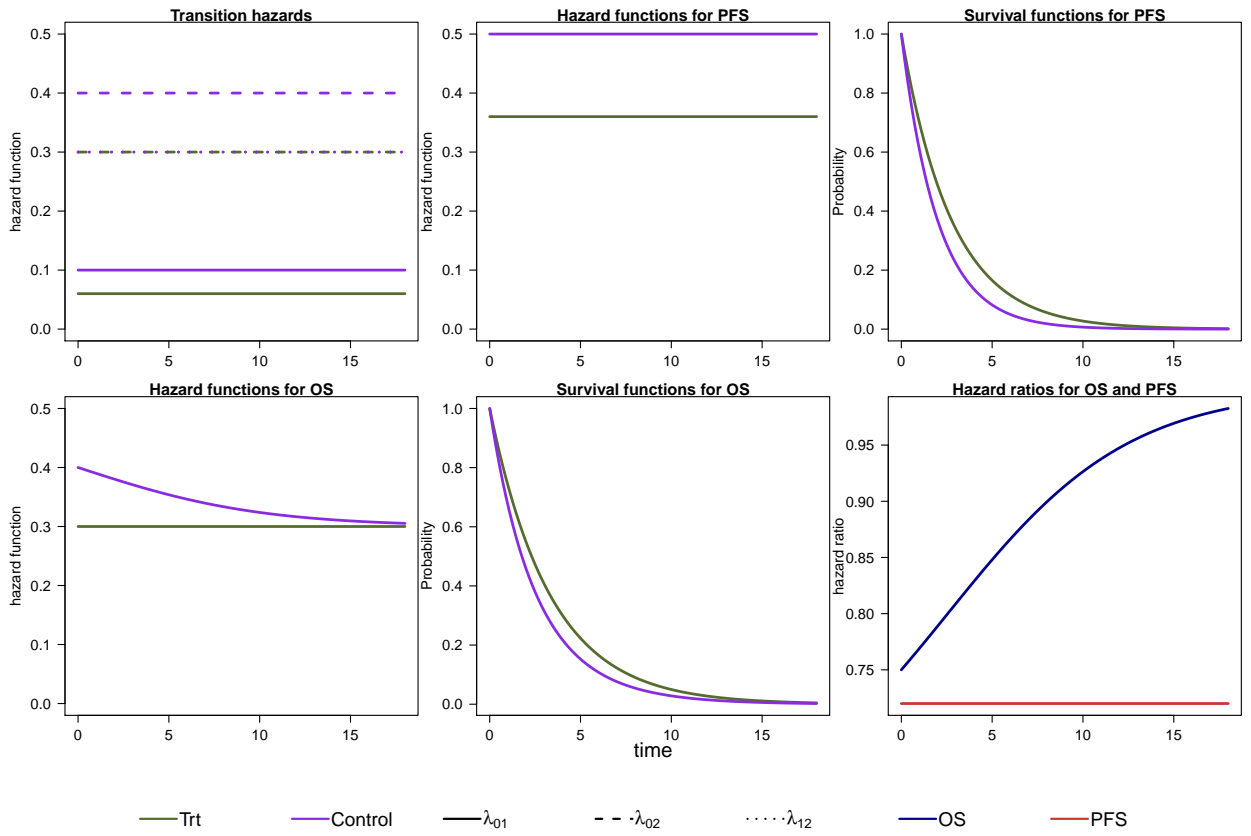 Transition hazards
hazard function
0.5
0.4
0.3
0.2
0.1
0.0
0 5 10 15
Hazard functions for PFS
hazard function
0.5
0.4
0.3
0.2
0.1
0.0
0 5 10 15
Survival functions for PFS
Probability
1.0
0.8
0.6
0.4
0.2
0.0
0 5 10 15
Hazard functions for OS
hazard function
0.5
0.4
0.3
0.2
0.1
0.0
0 5 10 15
Survival functions for OS
Probability
1.0
0.8
0.6
0.4
0.2
0.0
0 5 10 15
time
Hazard ratios for OS and PFS
hazard ratio
0.95
0.90
0.85
0.80
0.75
0 5 10 15
Trt Control λ₀₁ λ₀₂ λ₁₂ OS PFS